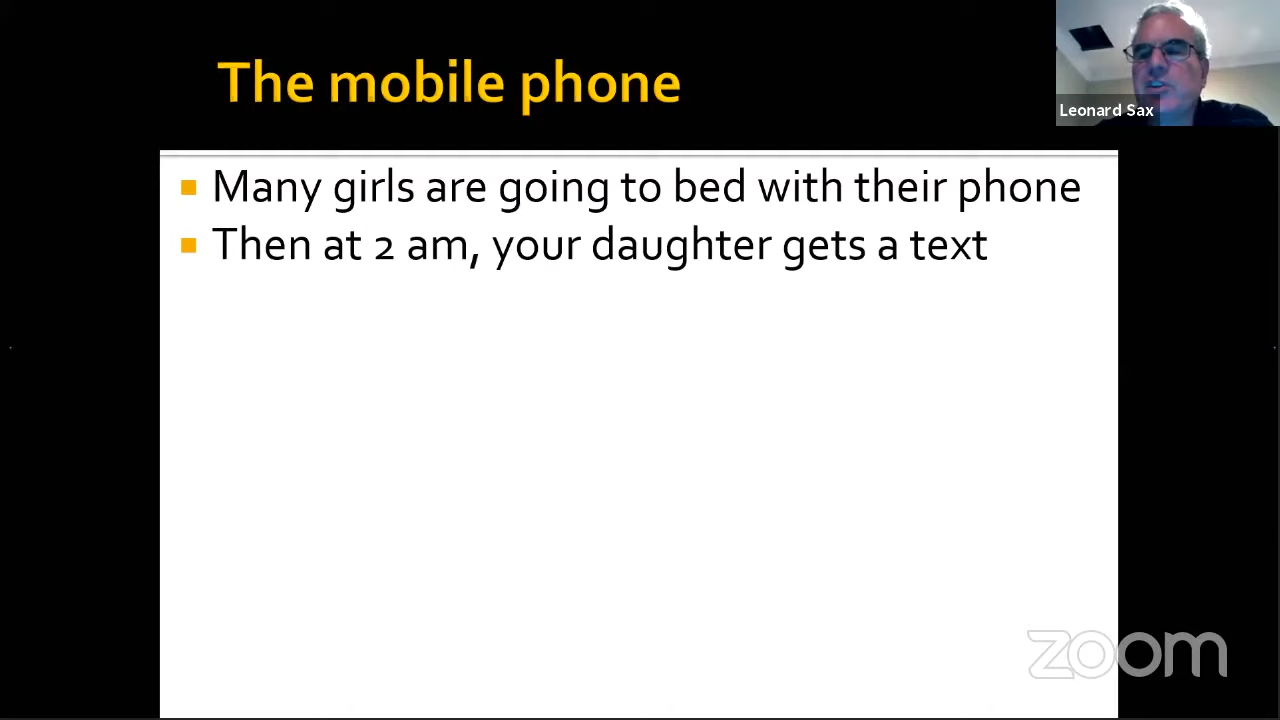 The mobile phone
Leonard Sax
Many girls are going to bed with their phone
Then at 2 am, your daughter gets a text
zoom